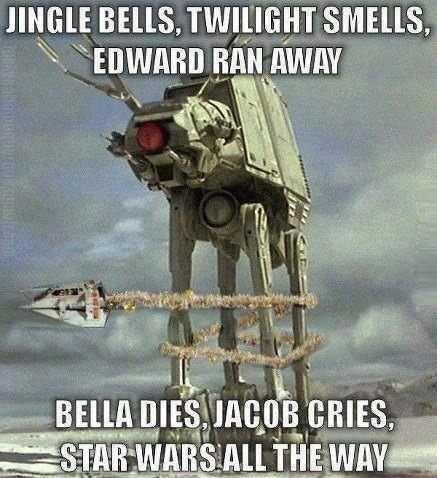 JINGLE BELLS, TWILIGHT SMELLS,
EDWARD RAN AWAY
BELLA DIES, JACOB CRIES,
STAR WARS ALL THE WAY